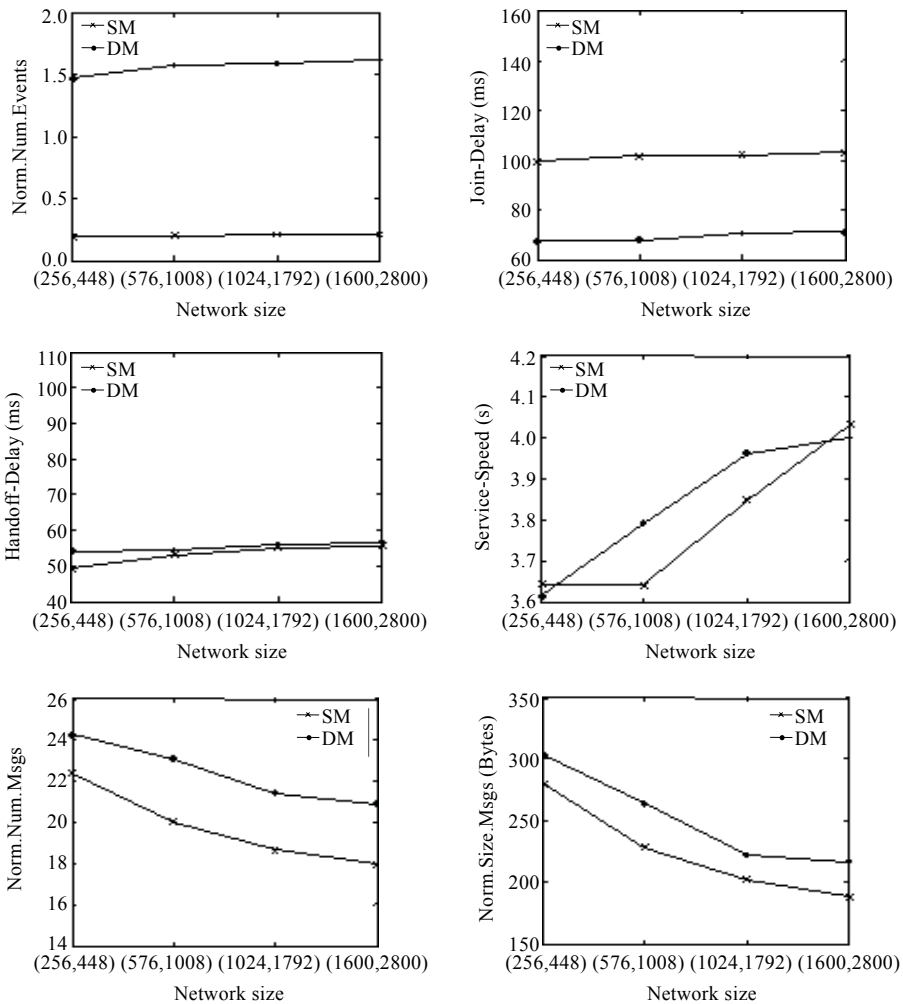 2.0
SM
DM
1.5
1.0
0.5
0.0
Norm.Num.Events
(256,448) (576,1008) (1024,1792) (1600,2800)
Network size
160
SM
DM
140
120
100
80
60
Join-Delay (ms)
(256,448) (576,1008) (1024,1792) (1600,2800)
Network size
110
SM
DM
100
90
80
70
60
50
40
Handoff-Delay (ms)
(256,448) (576,1008) (1024,1792) (1600,2800)
Network size
4.2
SM
DM
4.1
4.0
3.9
3.8
3.7
3.6
Service-Speed (s)
(256,448) (576,1008) (1024,1792) (1600,2800)
Network size
26
SM
DM
24
22
20
18
16
14
Norm.Num.Msgs
(256,448) (576,1008) (1024,1792) (1600,2800)
Network size
350
SM
DM
300
250
200
150
Norm.Size.Msgs (Bytes)
(256,448) (576,1008) (1024,1792) (1600,2800)
Network size